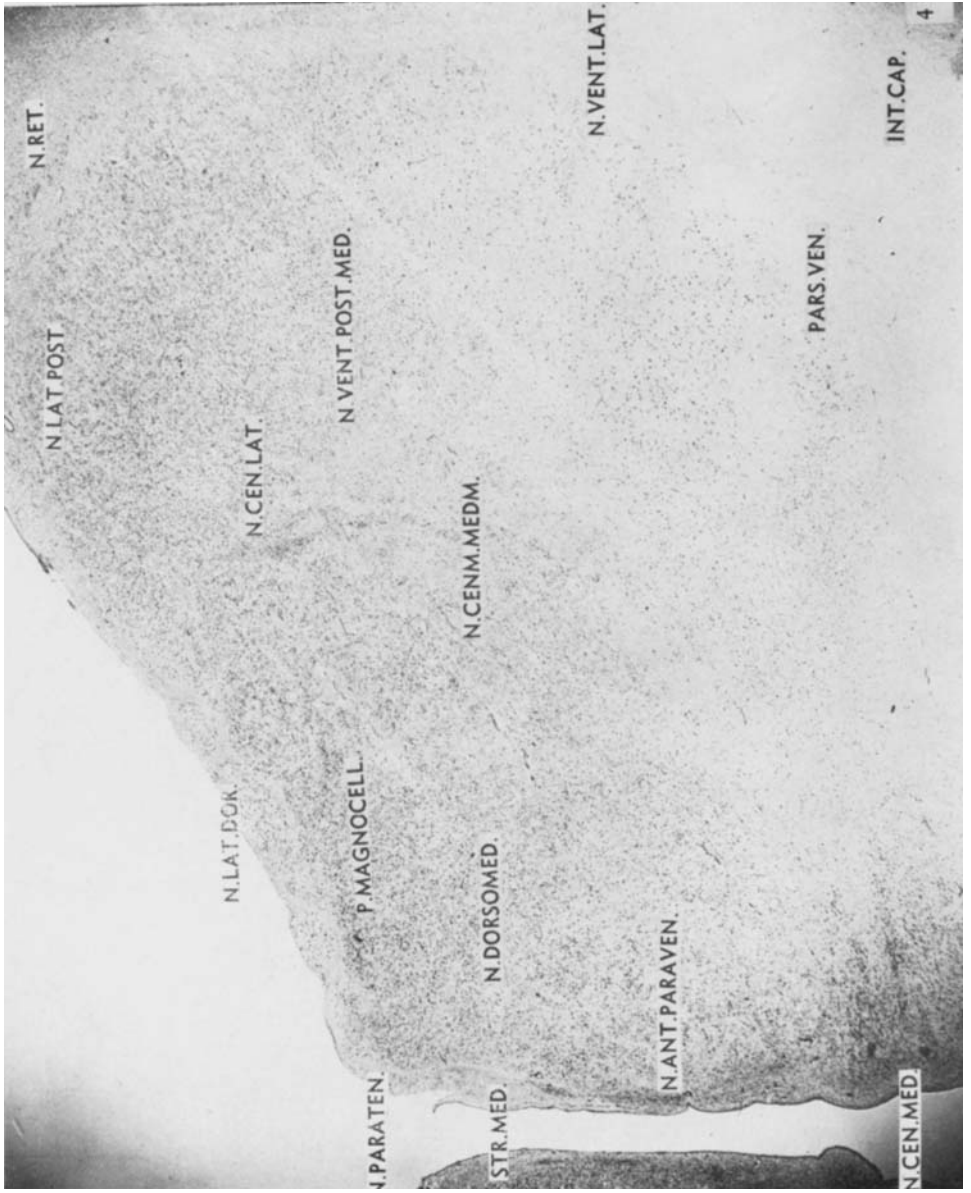 4
N.RET.
N.VENT.LAT.
INT.CAP.
N.LAT.POST.
N.VENT.POST.MED.
PARS.VEN.
N.CEN.LAT.
N.CENM.MEDM.
N.LAT.DOR.
P.MAGNOCELL.
N.DORSOMED.
N.ANT.PARAVEN.
N.PARATEN.
STR.MED.
N.CEN.MED.